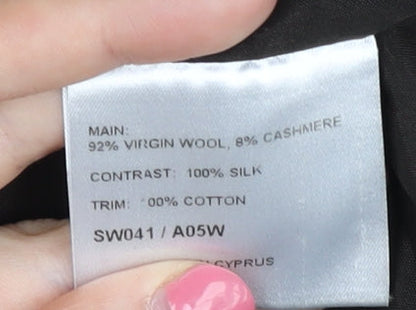 MAIN:
92% VIRGIN WOOL, 8% CASHMERE
CONTRAST: 100% SILK
TRIM: 00% COTTON
SW041 / A05W
CYPRUS